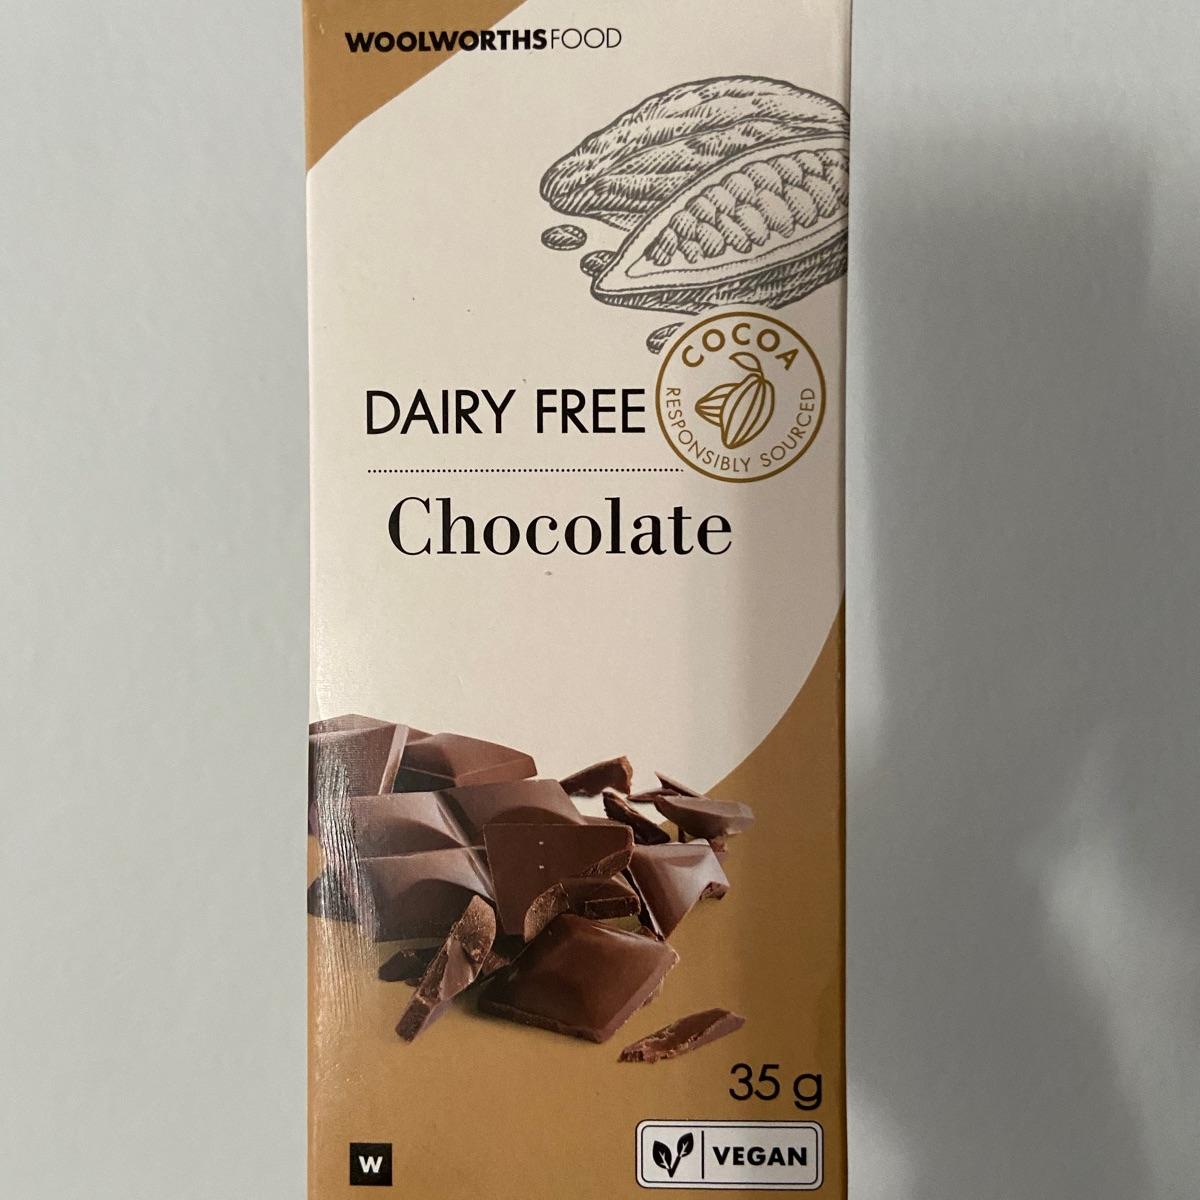 WOOLWORTHSFOOD
COCOA
RESPONSIBLY SOURCED
DAIRY FREE
Chocolate
35 g
W
VEGAN